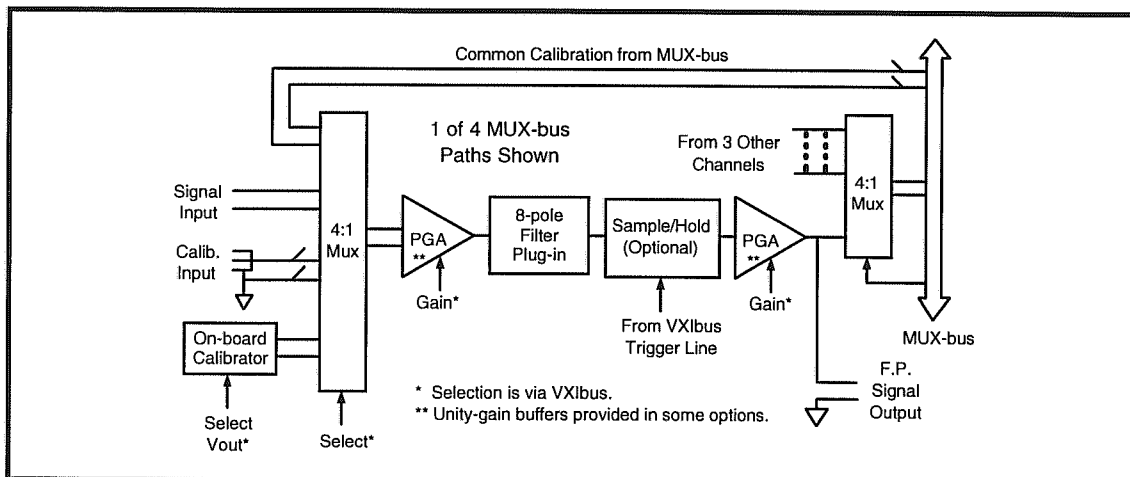 Common Calibration from MUX-bus
1 of 4 MUX-bus
Paths Shown
From 3 Other
Channels
4:1
Mux
Signal
Input
Calib.
Input
4:1
Mux
PGA
**
Gain*
8-pole
Filter
Plug-in
Sample/Hold
(Optional)
From VXIbus
Trigger Line
PGA
**
Gain*
MUX-bus
On-board
Calibrator
Select
Vout*
Select*
* Selection is via VXIbus.
** Unity-gain buffers provided in some options.
F.P.
Signal
Output